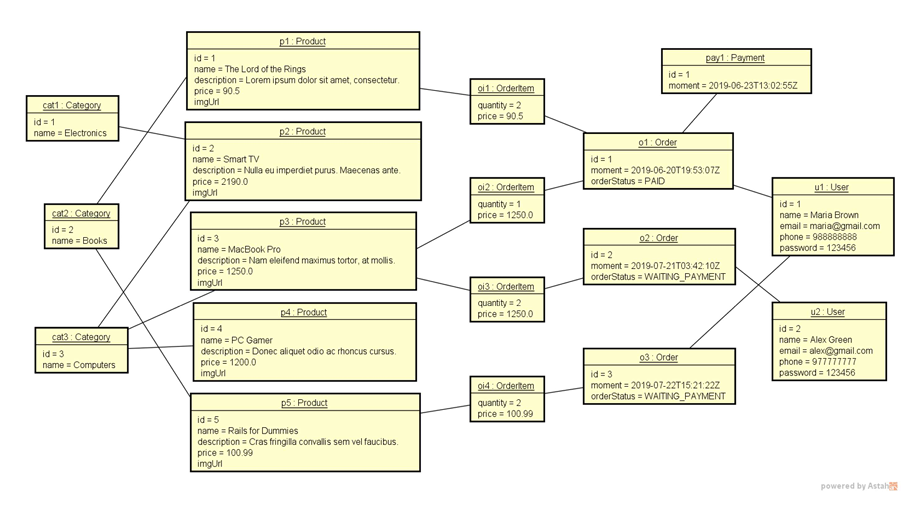 p1 : Product
id = 1
name = The Lord of the Rings
description = Lorem ipsum dolor sit amet, consectetur.
price = 90.5
imgUrl
pay1 : Payment
id = 1
moment = 2019-06-23T13:02:55Z
oi1 : OrderItem
quantity = 2
price = 90.5
cat1 : Category
id = 1
name = Electronics
p2 : Product
id = 2
name = Smart TV
description = Nulla eu imperdiet purus. Maecenas ante.
price = 2190.0
imgUrl
o1 : Order
id = 1
moment = 2019-06-20T19:53:07Z
orderStatus = PAID
oi2 : OrderItem
quantity = 1
price = 1250.0
u1 : User
id = 1
name = Maria Brown
email = maria@gmail.com
phone = 988888888
password = 123456
cat2 : Category
id = 2
name = Books
p3 : Product
id = 3
name = MacBook Pro
description = Nam eleifend maximus tortor, at mollis.
price = 1250.0
imgUrl
o2 : Order
id = 2
moment = 2019-07-21T03:42:10Z
orderStatus = WAITING_PAYMENT
oi3 : OrderItem
quantity = 2
price = 1250.0
p4 : Product
id = 4
name = PC Gamer
description = Donec aliquet odio ac rhoncus cursus.
price = 1200.0
imgUrl
u2 : User
id = 2
name = Alex Green
email = alex@gmail.com
phone = 977777777
password = 123456
cat3 : Category
id = 3
name = Computers
o3 : Order
id = 3
moment = 2019-07-22T15:21:22Z
orderStatus = WAITING_PAYMENT
oi4 : OrderItem
quantity = 2
price = 100.99
p5 : Product
id = 5
name = Rails for Dummies
description = Cras fringilla convallis sem vel faucibus.
price = 100.99
imgUrl
powered by Astah